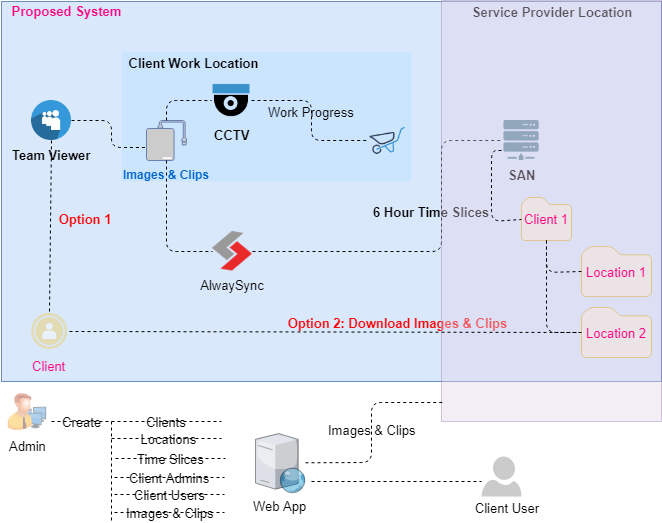 Proposed System
Service Provider Location
Client Work Location
CCTV
Work Progress
Team Viewer
Images & Clips
SAN
Option 1
6 Hour Time Slices
Client 1
AlwaySync
Location 1
Option 2: Download Images & Clips
Location 2
Client
Admin
Create
Clients
Locations
Time Slices
Client Admins
Client Users
Images & Clips
Web App
Images & Clips
Client User